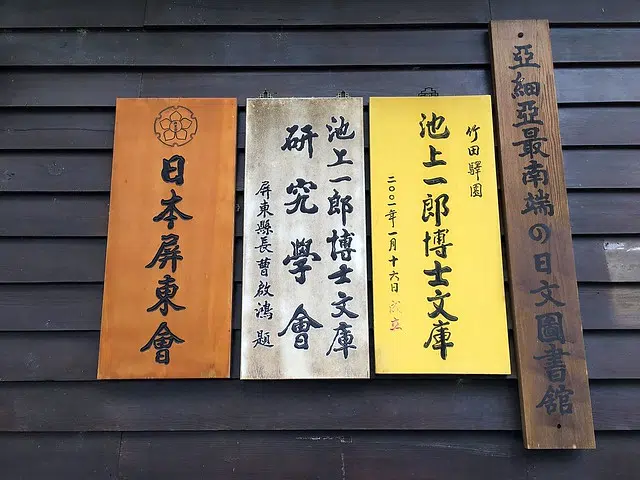 亞細亞最南端の日文圖書舘
竹田驛園
池上一郎博士文庫
二〇〇一年一月十六日成立
池上一郎博士文庫
研究學會
屏東縣長曹啟鴻題
日本屏東會